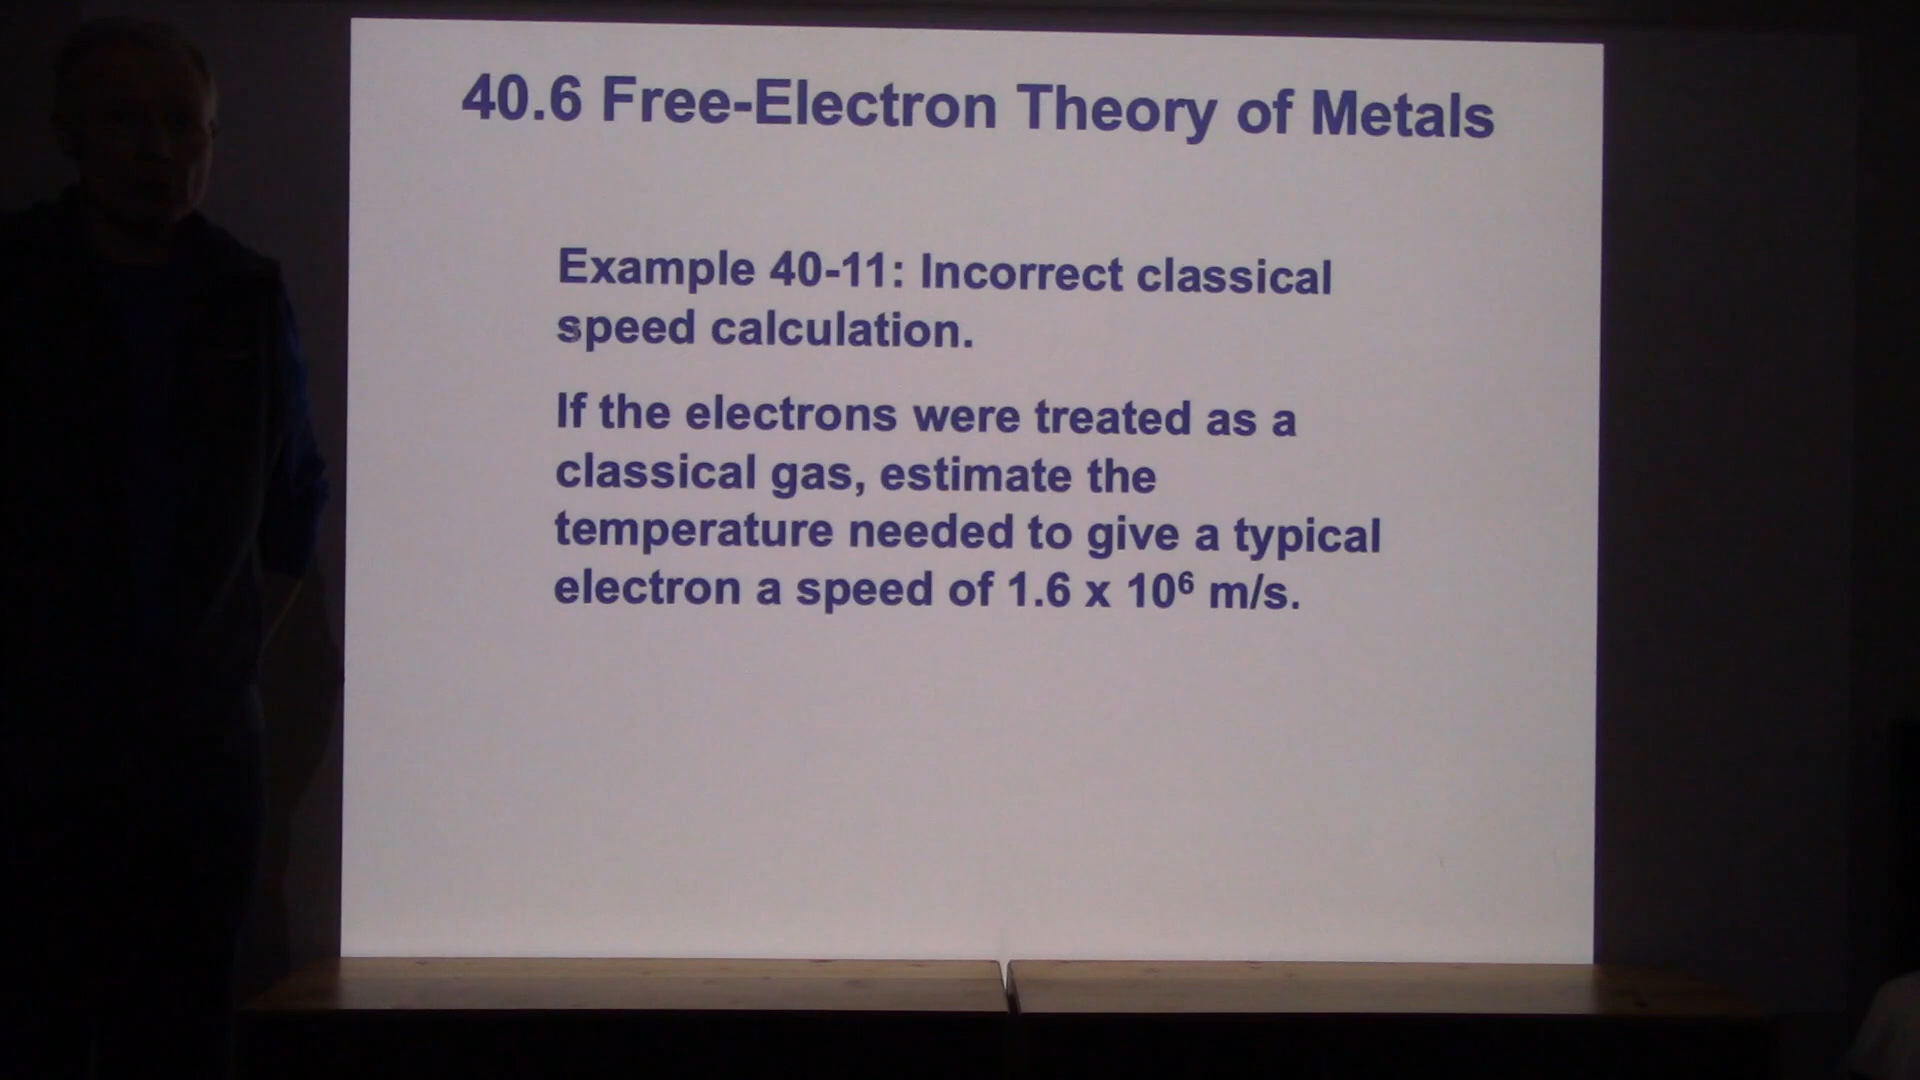 40.6 Free-Electron Theory of Metals
Example 40-11: Incorrect classical
speed calculation.
If the electrons were treated as a
classical gas, estimate the
temperature needed to give a typical
electron a speed of 1.6 x 10⁶ m/s.